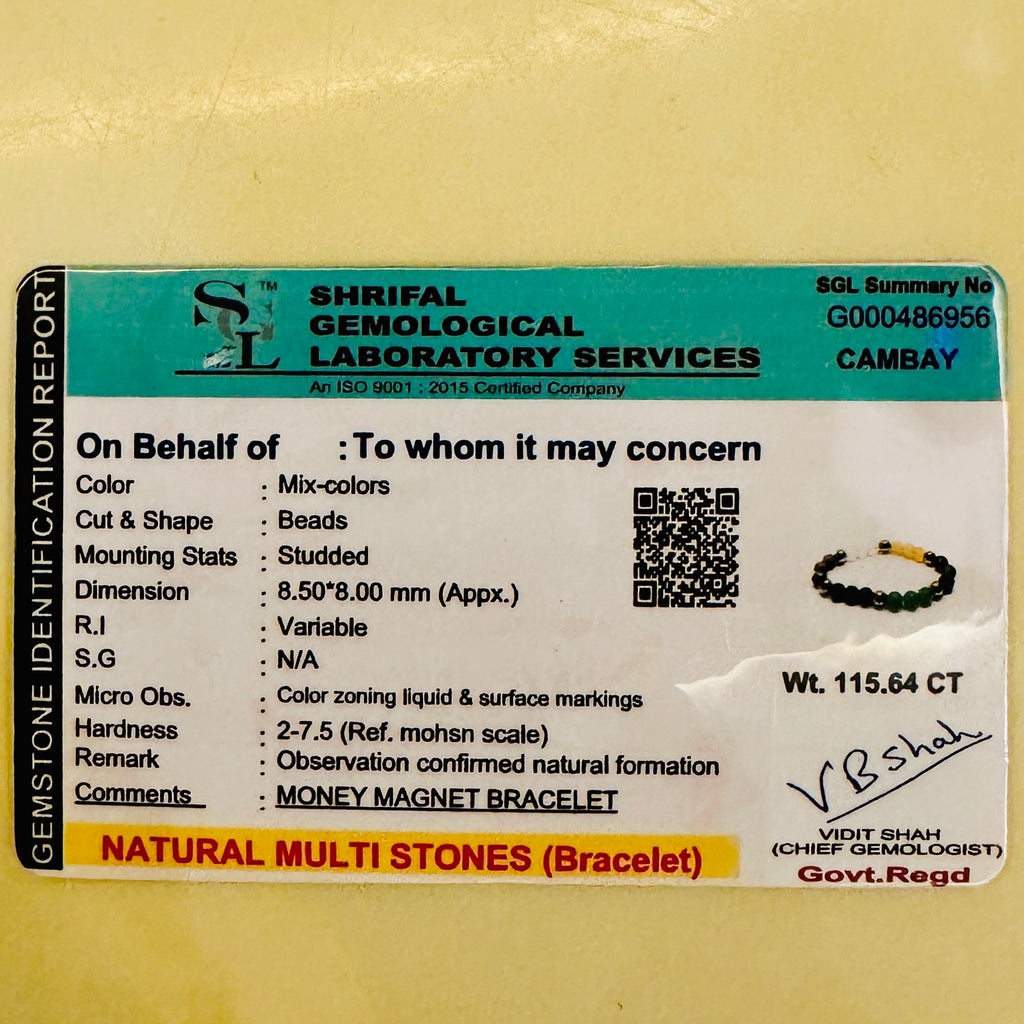 GEMSTONE IDENTIFICATION REPORT
SGL
TM
SHRIFAL
GEMOLOGICAL
LABORATORY SERVICES
An ISO 9001 : 2015 Certified Company
SGL Summary No
G000486956
CAMBAY
On Behalf of : To whom it may concern
Color : Mix-colors
Cut & Shape : Beads
Mounting Stats : Studded
Dimension : 8.50*8.00 mm (Appx.)
R.I : Variable
S.G : N/A
Micro Obs. : Color zoning liquid & surface markings
Hardness : 2-7.5 (Ref. mohsn scale)
Remark : Observation confirmed natural formation
Comments : MONEY MAGNET BRACELET
NATURAL MULTI STONES (Bracelet)
Wt. 115.64 CT
VBshah
VIDIT SHAH
(CHIEF GEMOLOGIST)
Govt.Regd